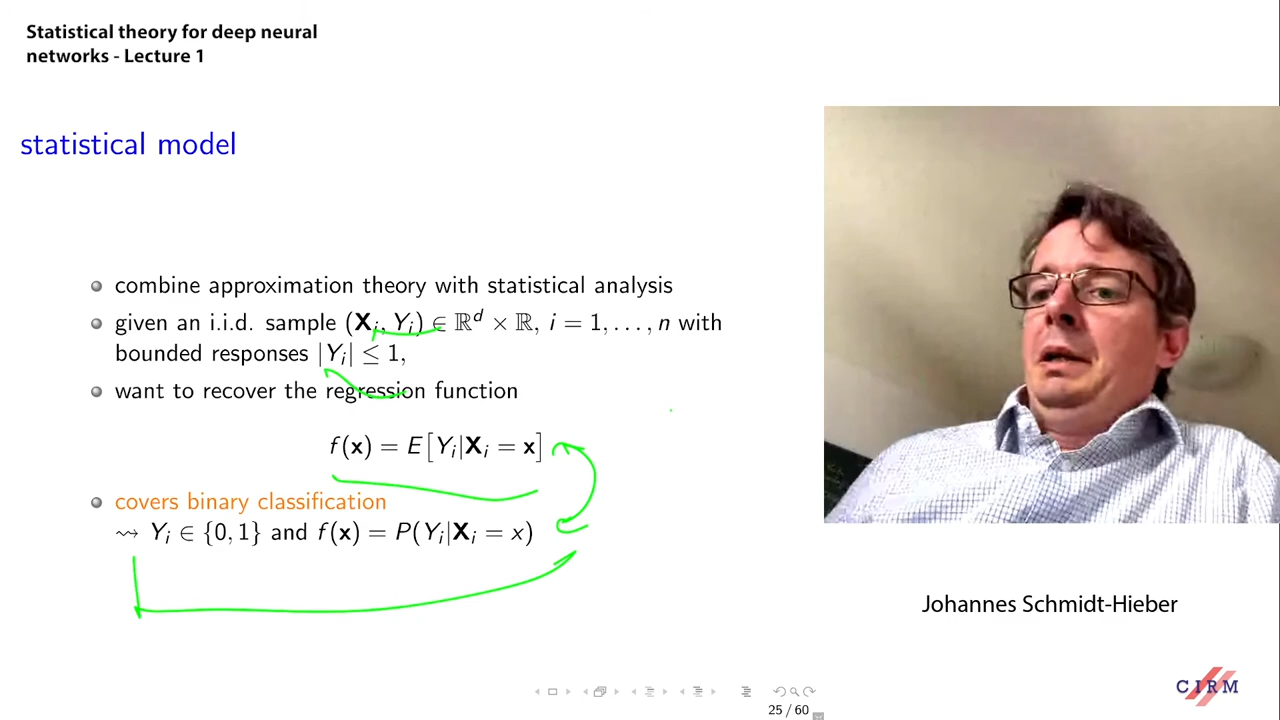 Statistical theory for deep neural
networks - Lecture 1
statistical model
combine approximation theory with statistical analysis
given an i.i.d. sample (X_i, Y_i) ∈ ℝ^d × ℝ, i = 1, . . . , n with
bounded responses |Y_i| ≤ 1,
want to recover the regression function
f(x) = E[Y_i|X_i = x]
covers binary classification
⇝ Y_i ∈ {0, 1} and f(x) = P(Y_i|X_i = x)
Johannes Schmidt-Hieber
CIRM
25 / 60